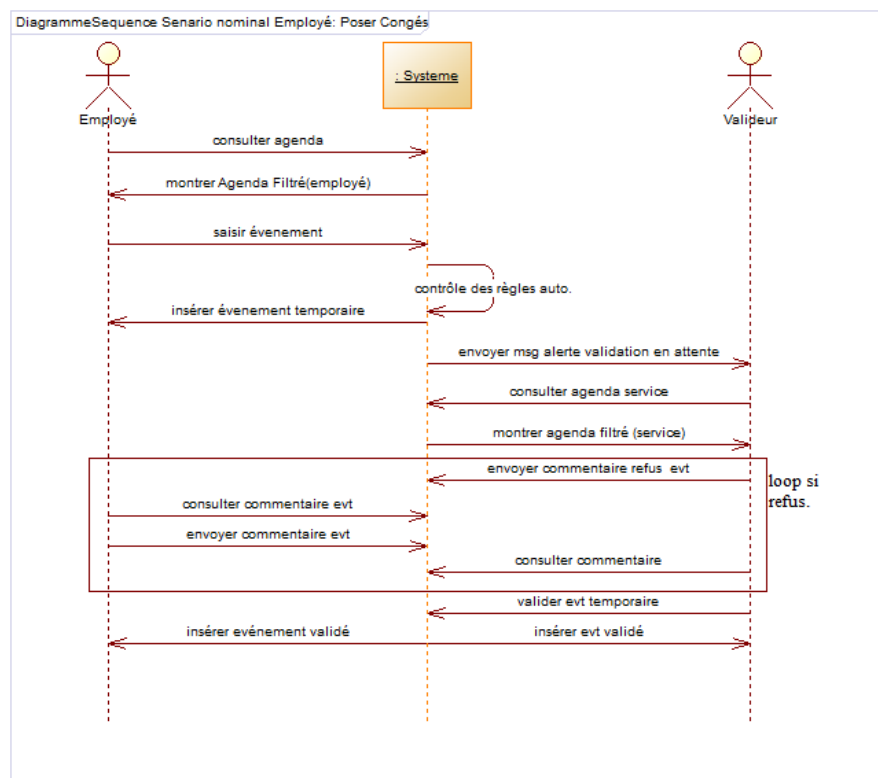 DiagrammeSequence Senario nominal Employé: Poser Congés
: Systeme
Employé
Valideur
consulter agenda
montrer Agenda Filtré(employé)
saisir évenement
contrôle des règles auto.
insérer évenement temporaire
envoyer msg alerte validation en attente
consulter agenda service
montrer agenda filtré (service)
envoyer commentaire refus evt
loop si
refus.
consulter commentaire evt
envoyer commentaire evt
consulter commentaire
valider evt temporaire
insérer evénement validé
insérer evt validé